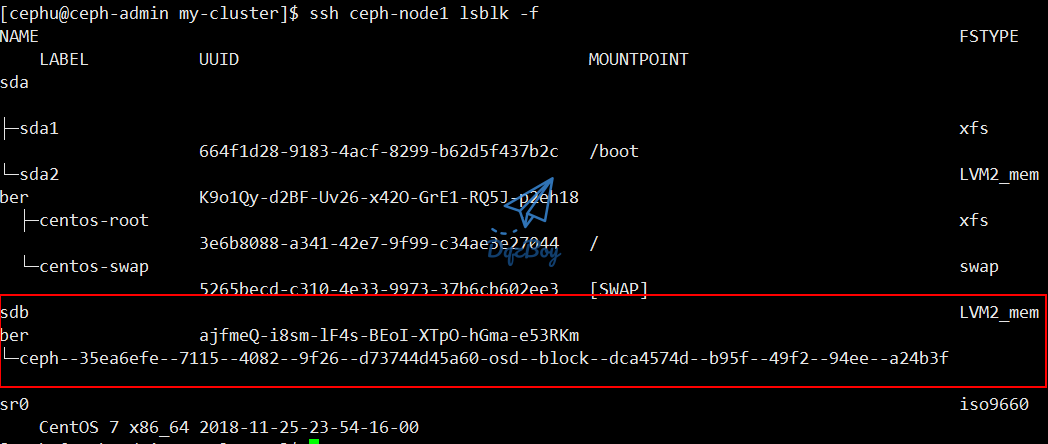 [cephu@ceph-admin my-cluster]$ ssh ceph-node1 lsblk -f
NAME FSTYPE
LABEL UUID MOUNTPOINT
sda
├─sda1 xfs
664f1d28-9183-4acf-8299-b62d5f437b2c /boot
└─sda2 LVM2_mem
ber K9o1Qy-d2BF-Uv26-x42O-GrE1-RQ5J-p2eh18
├─centos-root xfs
3e6b8088-a341-42e7-9f99-c34ae3e27044 /
└─centos-swap swap
5265becd-c310-4e33-9973-37b6cb602ee3 [SWAP]
sdb LVM2_mem
ber ajfmeQ-i8sm-lF4s-BEoI-XTpO-hGma-e53RKm
└─ceph--35ea6efe--7115--4082--9f26--d73744d45a60-osd--block--dca4574d--b95f--49f2--94ee--a24b3f
sr0 iso9660
CentOS 7 x86_64 2018-11-25-23-54-16-00
DqzBoy